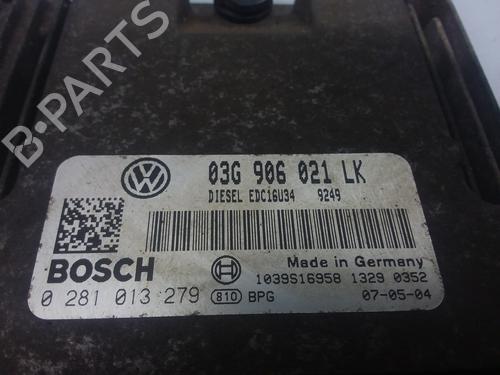 B-PARTS
03G 906 021 LK
DIESEL EDC16U34 9249
BOSCH
Made in Germany
1039S16958 1329 0352
0 281 013 279 810 BPG 07-05-04